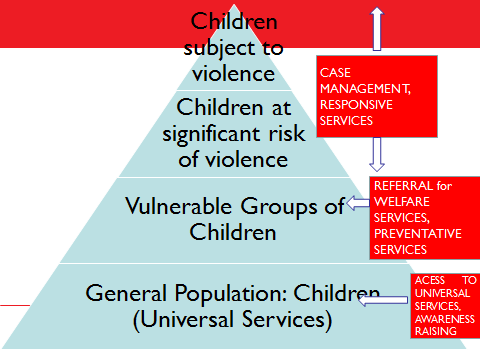 Children
subject to
violence
CASE
MANAGEMENT,
RESPONSIVE
SERVICES
Children at
significant risk
of violence
REFERRAL for
WELFARE
SERVICES,
PREVENTATIVE
SERVICES
Vulnerable Groups of
Children
General Population: Children
(Universal Services)
ACESS TO
UNIVERSAL
SERVICES,
AWARENESS
RAISING